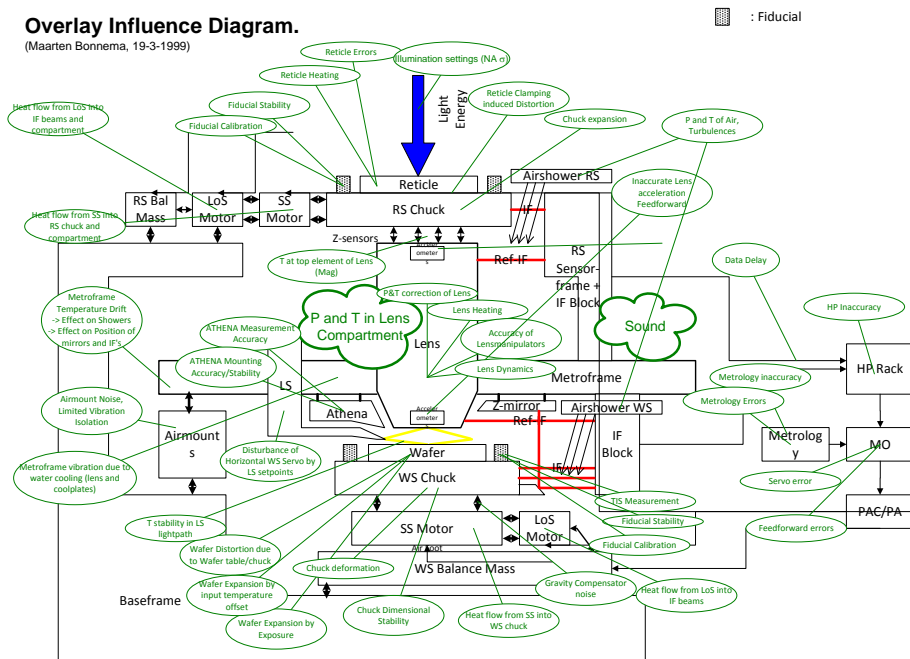 Overlay Influence Diagram.
(Maarten Bonnema, 19-3-1999)
: Fiducial
Reticle Errors
Illumination settings (NA σ)
Reticle Heating
Reticle Clamping
induced Distortion
Heat flow from LoS into
IF beams and
compartment
Fiducial Stability
Fiducial Calibration
Light
Energy
Chuck expansion
P and T of Air,
Turbulences
Reticle
Airshower RS
RS Bal
Mass
LoS
Motor
SS
Motor
RS Chuck
IF
Inaccurate Lens
acceleration
Feedforward
Heat flow from SS into
RS chuck and
compartment
Z-sensors
Ref-IF
RS
Sensor-
frame +
IF Block
T at top element of Lens
(Mag)
Data Delay
Metroframe
Temperature Drift
-> Effect on Showers
-> Effect on Position of
mirrors and IF's
P&T correction of Lens
Lens Heating
HP Inaccuracy
P and T in Lens
Compartment
Sound
ATHENA Measurement
Accuracy
Lens
Accuracy of
Lensmanipulators
ATHENA Mounting
Accuracy/Stability
Lens Dynamics
Metroframe
HP Rack
LS
Metrology inaccuracy
Metrology Errors
Airmount Noise,
Limited Vibration
Isolation
Athena
Acceler
ometer
Z-mirror
Airshower WS
Airmount
s
IF
Block
Metrolog
y
MO
Disturbance of
Horizontal WS Servo by
LS setpoints
Wafer
Metroframe vibration due to
water cooling (lens and
coolplates)
WS Chuck
IF
Servo error
TIS Measurement
T stability in LS
lightpath
SS Motor
LoS
Motor
Fiducial Stability
Feedforward errors
PAC/PA
Fiducial Calibration
Wafer Distortion due to
Wafer table/chuck
Chuck deformation
WS Balance Mass
Gravity Compensator
noise
Heat flow from LoS into
IF beams
Baseframe
Wafer Expansion by
input temperature
offset
Chuck Dimensional
Stability
Heat flow from SS into
WS chuck
Wafer Expansion by
Exposure